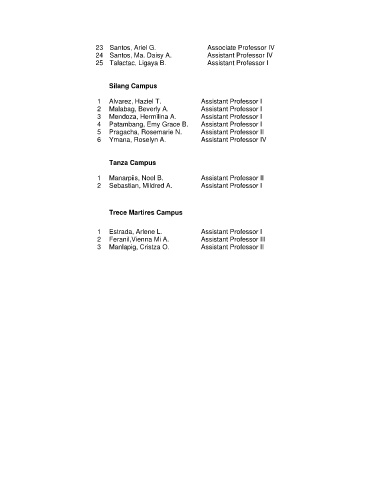 23 Santos, Ariel G. Associate Professor IV
24 Santos, Ma. Daisy A. Assistant Professor IV
25 Talactac, Ligaya B. Assistant Professor I
Silang Campus
1 Alvarez, Haziel T. Assistant Professor I
2 Malabag, Beverly A. Assistant Professor I
3 Mendoza, Hermilina A. Assistant Professor I
4 Patambang, Emy Grace B. Assistant Professor I
5 Pragacha, Rosemarie N. Assistant Professor II
6 Ymana, Roselyn A. Assistant Professor IV
Tanza Campus
1 Manarpiis, Noel B. Assistant Professor II
2 Sebastian, Mildred A. Assistant Professor I
Trece Martires Campus
1 Estrada, Arlene L. Assistant Professor I
2 Feranil,Vienna Mi A. Assistant Professor III
3 Manlapig, Cristza O. Assistant Professor II